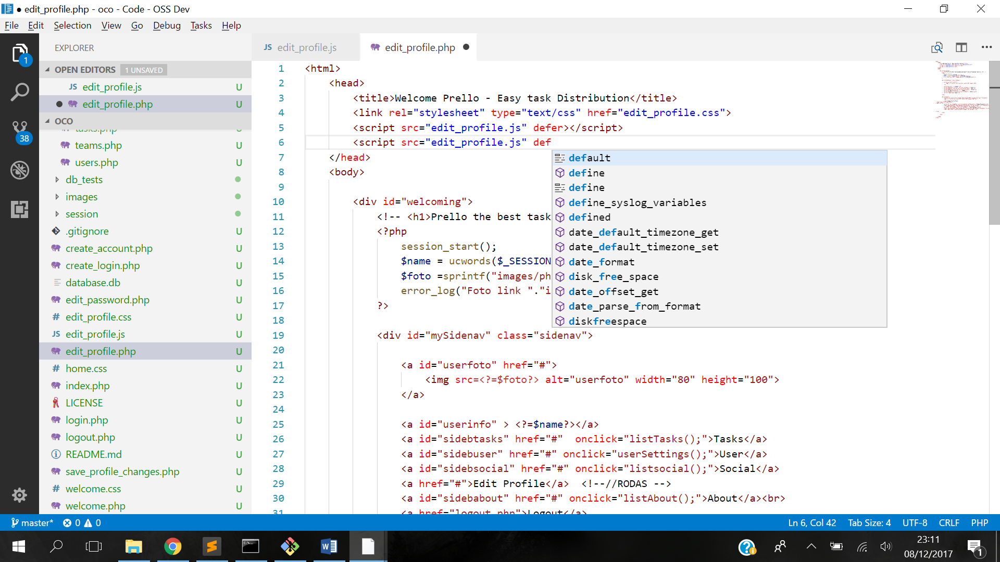 edit_profile.php - oco - Code - OSS Dev
File Edit Selection View Go Debug Tasks Help
EXPLORER
JS edit_profile.js
edit_profile.php
1
OPEN EDITORS 1 UNSAVED
JS edit_profile.js U
edit_profile.php U
OCO
tasks.php
teams.php U
users.php U
db_tests
images
session
.gitignore U
create_account.php U
create_login.php U
database.db U
edit_password.php U
# edit_profile.css U
JS edit_profile.js U
edit_profile.php U
# home.css U
index.php U
LICENSE U
login.php U
logout.php U
README.md U
save_profile_changes.php U
# welcome.css U
welcome.php U
38
1 <html>
2 <head>
3 <title>Welcome Prello - Easy task Distribution</title>
4 <link rel="stylesheet" type="text/css" href="edit_profile.css">
5 <script src="edit_profile.js" defer></script>
6 <script src="edit_profile.js" def
7 </head>
8 <body>
9
10 <div id="welcoming">
11 <!-- <h1>Prello the best task
12 <?php
13 session_start();
14 $name = ucwords($_SESSION
15 $foto =sprintf("images/ph
16 error_log("Foto link "."i
17 ?>
18
19 <div id="mySidenav" class="sidenav">
20
21 <a id="userfoto" href="#">
22 <img src=<?=$foto?> alt="userfoto" width="80" height="100">
23 </a>
24
25 <a id="userinfo" > <?=$name?></a>
26 <a id="sidebtasks" href="#"  onclick="listTasks();">Tasks</a>
27 <a id="sidebuser" href="#" onclick="userSettings();">User</a>
28 <a id="sidebsocial" href="#" onclick="listsocial();">Social</a>
29 <a href="#">Edit Profile</a>  <!--//RODAS -->
30 <a id="sidebabout" href="#" onclick="listAbout();">About</a><br>
31 <a href="logout.php">Logout</a>
default
define
define
define_syslog_variables
defined
date_default_timezone_get
date_default_timezone_set
date_format
disk_free_space
date_offset_get
date_parse_from_format
diskfreespace
master* 0 0
Ln 6, Col 42 Tab Size: 4 UTF-8 CRLF PHP
23:11
08/12/2017
1